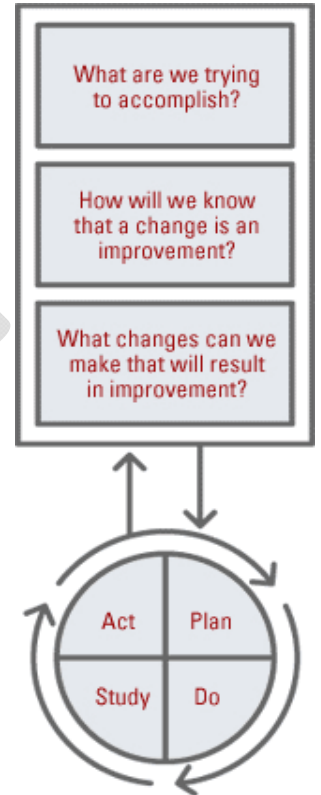 What are we trying
to accomplish?
How will we know
that a change is an
improvement?
What changes can we
make that will result
in improvement?
Act
Plan
Study
Do